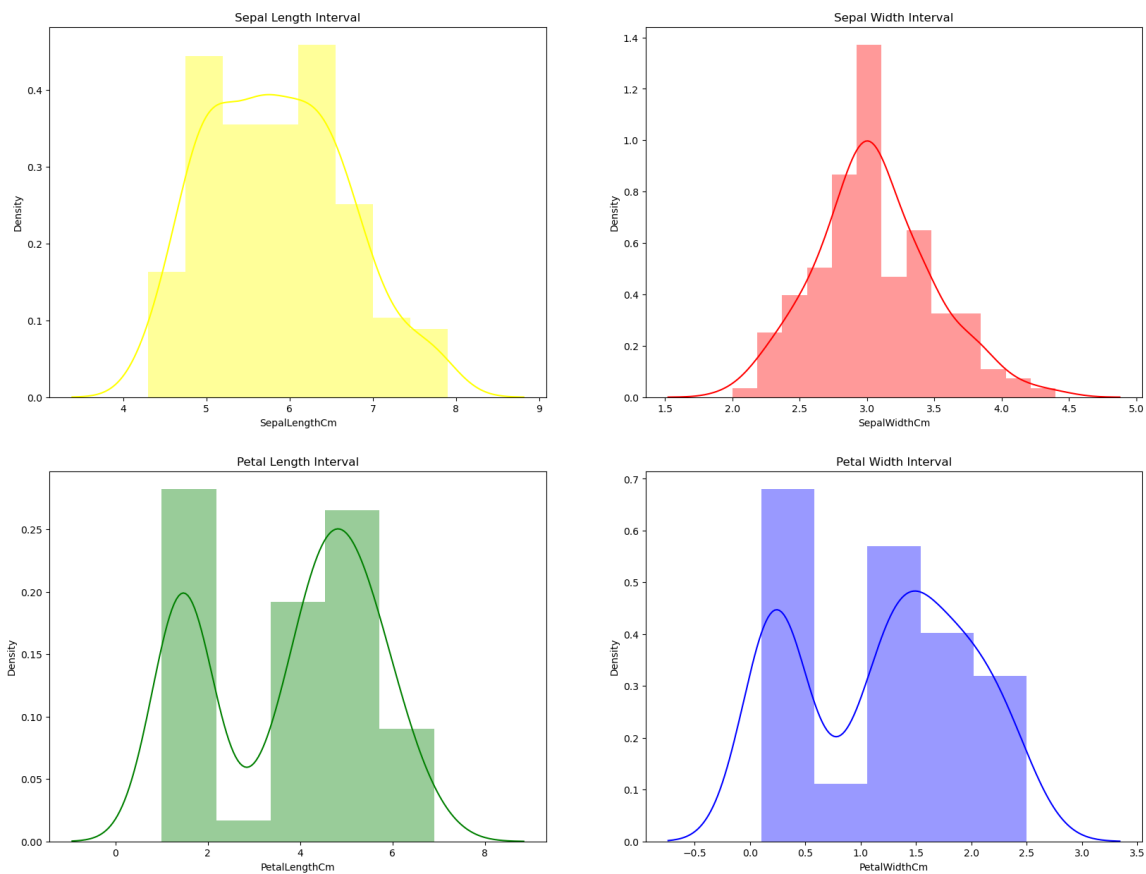 Sepal Length Interval
Density
0.4
0.3
0.2
0.1
0.0
4 5 6 7 8 9
SepalLengthCm
Sepal Width Interval
Density
1.4
1.2
1.0
0.8
0.6
0.4
0.2
0.0
1.5 2.0 2.5 3.0 3.5 4.0 4.5 5.0
SepalWidthCm
Petal Length Interval
Density
0.25
0.20
0.15
0.10
0.05
0.00
0 2 4 6 8
PetalLengthCm
Petal Width Interval
Density
0.7
0.6
0.5
0.4
0.3
0.2
0.1
0.0
−0.5 0.0 0.5 1.0 1.5 2.0 2.5 3.0 3.5
PetalWidthCm